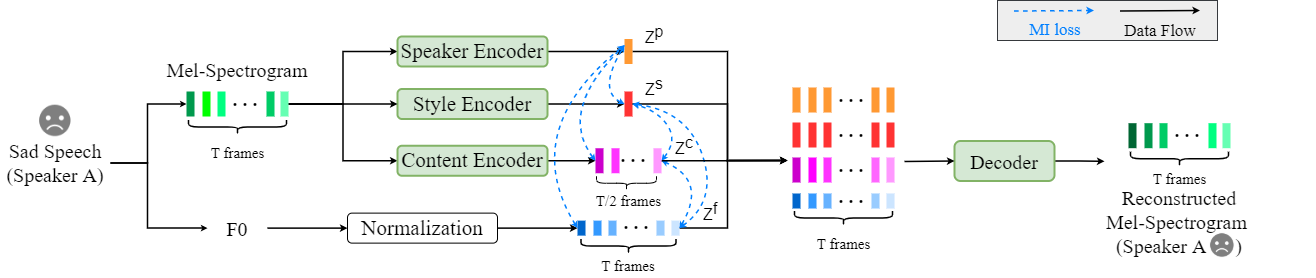 MI loss
Data Flow
Speaker Encoder
Z^p
Mel-Spectrogram
Style Encoder
Z^s
T frames
Sad Speech
(Speaker A)
Content Encoder
Z^c
Decoder
T/2 frames
T frames
Reconstructed
Mel-Spectrogram
(Speaker A )
F0
Normalization
Z^f
T frames
T frames